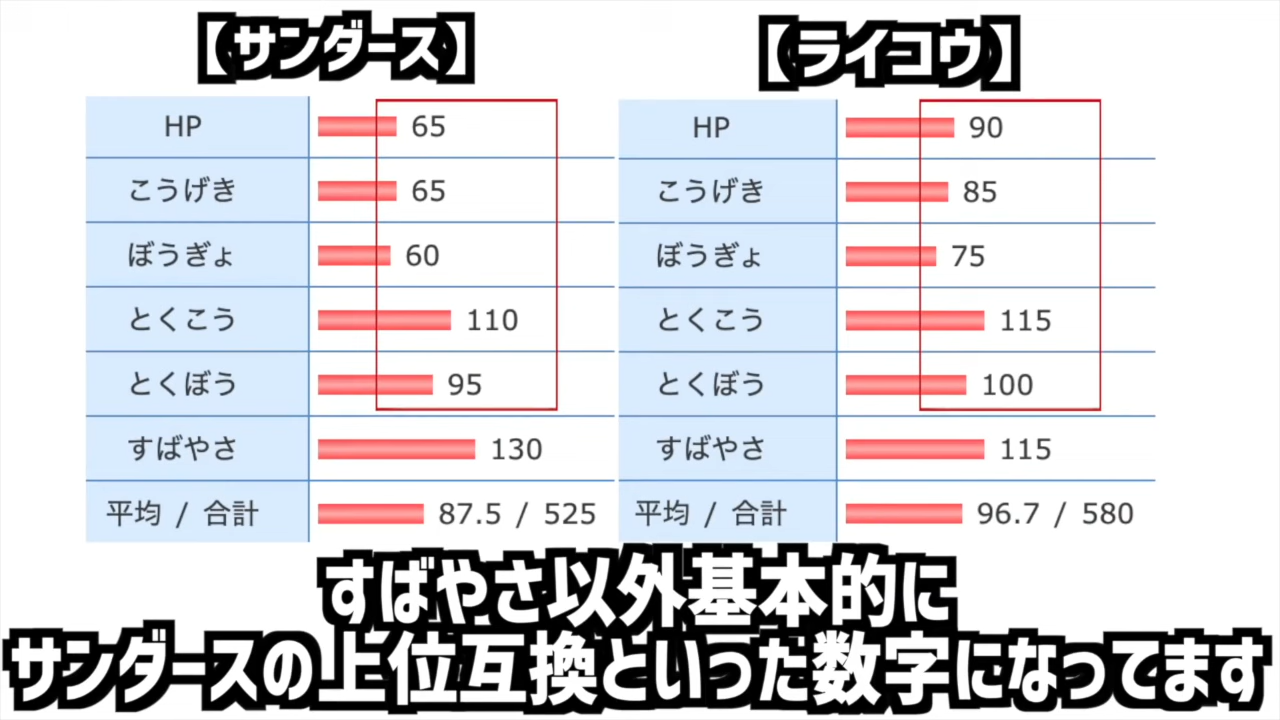 【サンダース】
HP 65
こうげき 65
ぼうぎょ 60
とくこう 110
とくぼう 95
すばやさ 130
平均 / 合計 87.5 / 525
【ライコウ】
HP 90
こうげき 85
ぼうぎょ 75
とくこう 115
とくぼう 100
すばやさ 115
平均 / 合計 96.7 / 580
すばやさ以外基本的に
サンダースの上位互換といった数字になってます